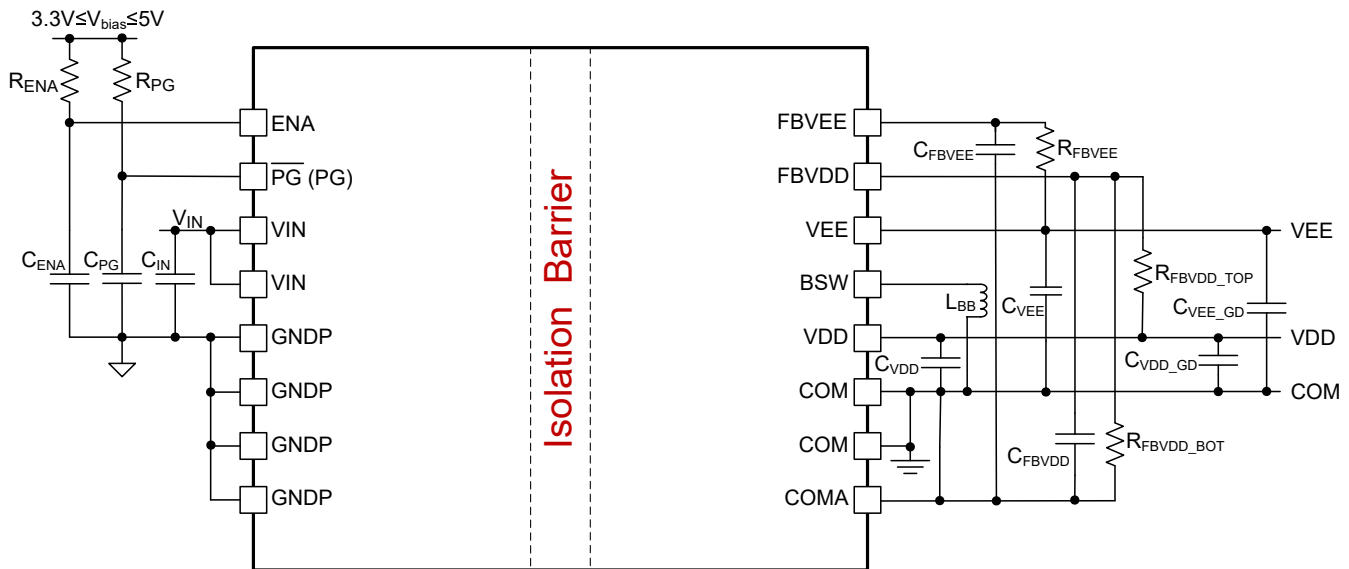 3.3V≤Vbias≤5V
RENA
RPG
ENA
PG (PG)
VIN
VIN
VIN
CENA
CPG
CIN
GNDP
GNDP
GNDP
GNDP
Isolation Barrier
FBVEE
FBVDD
VEE
BSW
VDD
COM
COM
COMA
CFBVEE
RFBVEE
LBB
CVEE
CVDD
RFBVDD_TOP
CVEE_GD
CVDD_GD
CFBVDD
RFBVDD_BOT
VEE
VDD
COM